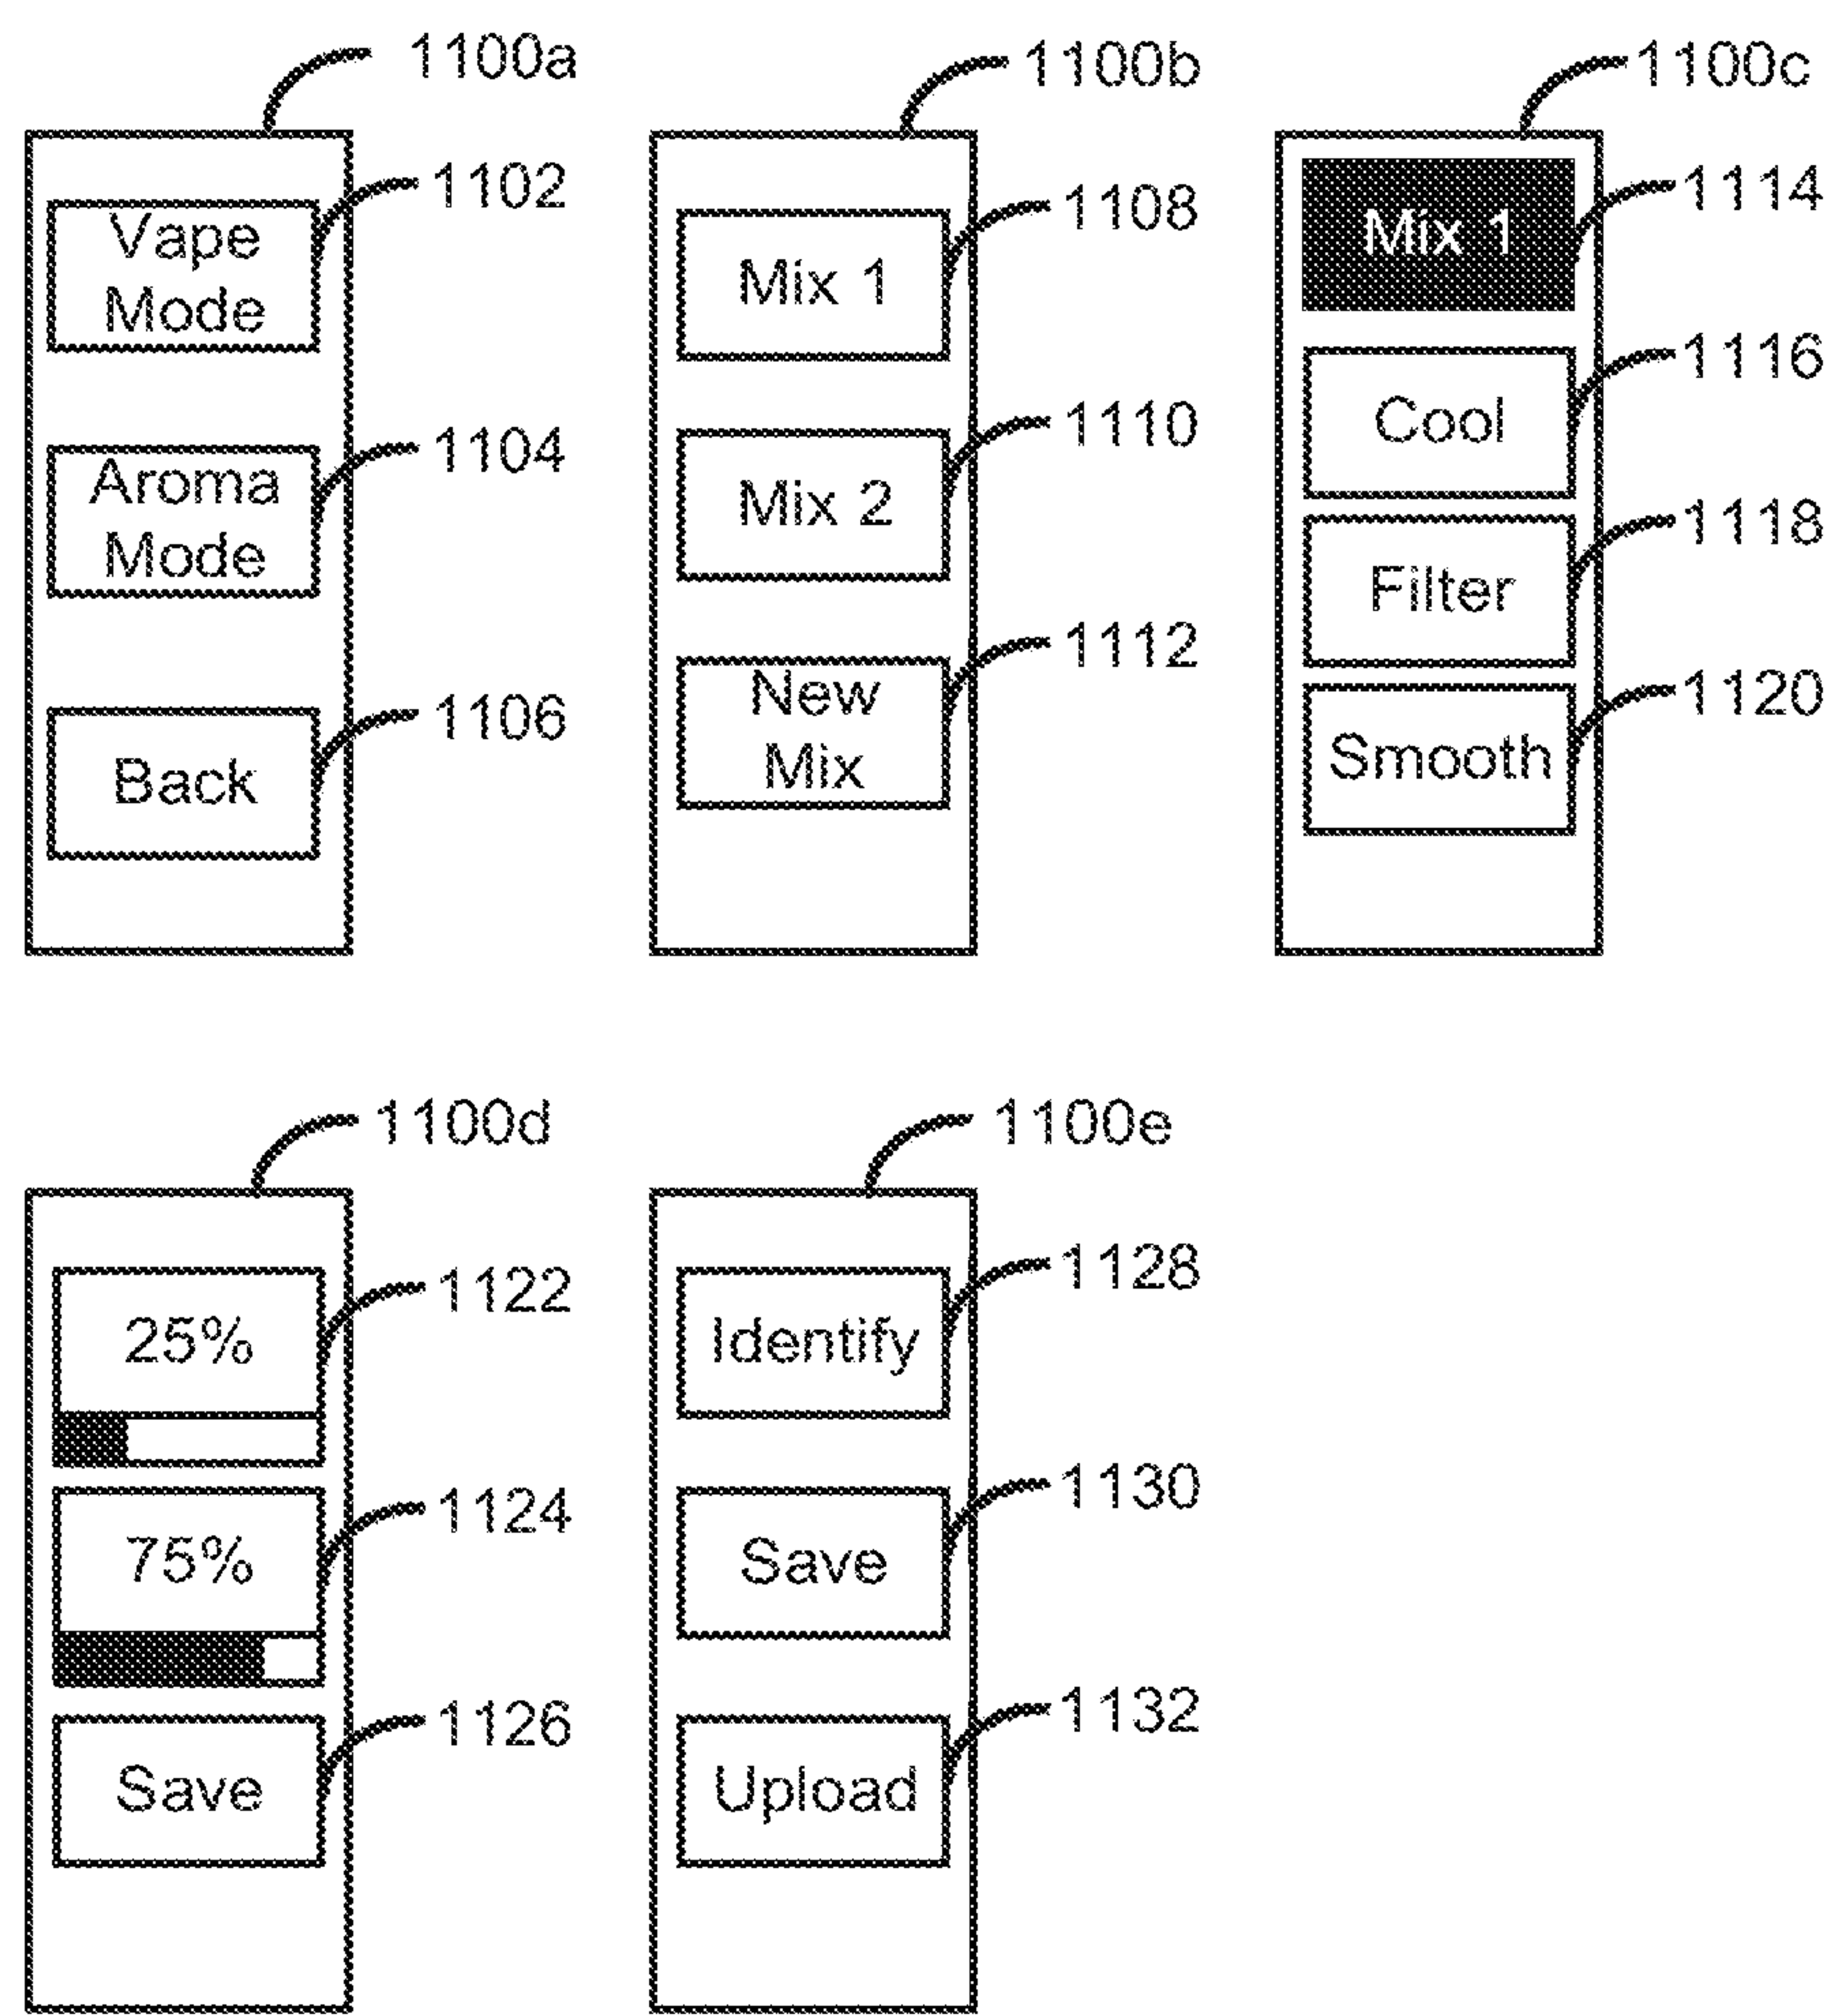 1100a
1102
Vape
Mode
1104
Aroma
Mode
1106
Back
1100b
1108
Mix 1
1110
Mix 2
1112
New
Mix
1100c
1114
Mix 1
1116
Cool
1118
Filter
1120
Smooth
1100d
1122
25%
1124
75%
1126
Save
1100e
1128
Identify
1130
Save
1132
Upload